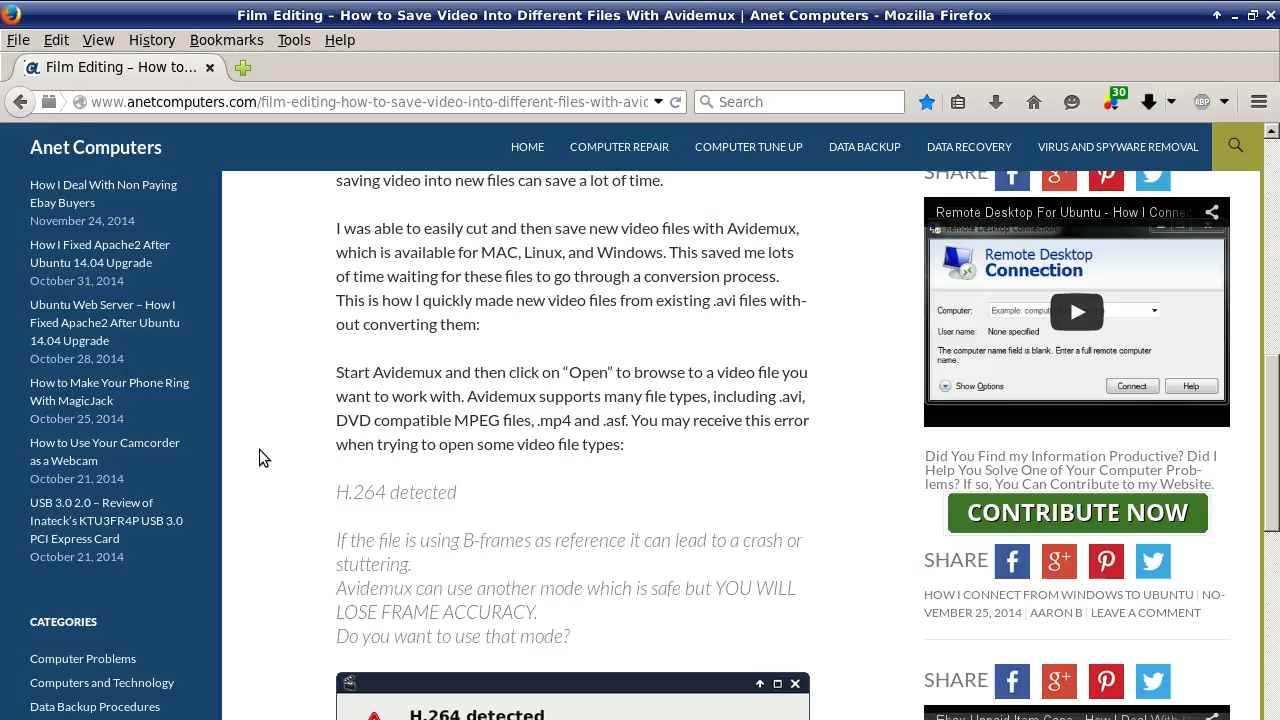 Film Editing – How to Save Video Into Different Files With Avidemux | Anet Computers - Mozilla Firefox
File Edit View History Bookmarks Tools Help
Film Editing – How to...
www.anetcomputers.com/film-editing-how-to-save-video-into-different-files-with-avid
Search
30
ABP
Anet Computers
HOME
COMPUTER REPAIR
COMPUTER TUNE UP
DATA BACKUP
DATA RECOVERY
VIRUS AND SPYWARE REMOVAL
How I Deal With Non Paying
Ebay Buyers
November 24, 2014
How I Fixed Apache2 After
Ubuntu 14.04 Upgrade
October 31, 2014
Ubuntu Web Server – How I
Fixed Apache2 After Ubuntu
14.04 Upgrade
October 28, 2014
How to Make Your Phone Ring
With MagicJack
October 25, 2014
How to Use Your Camcorder
as a Webcam
October 21, 2014
USB 3.0 2.0 – Review of
Inateck's KTU3FR4P USB 3.0
PCI Express Card
October 21, 2014
CATEGORIES
Computer Problems
Computers and Technology
Data Backup Procedures
saving video into new files can save a lot of time.
I was able to easily cut and then save new video files with Avidemux,
which is available for MAC, Linux, and Windows. This saved me lots
of time waiting for these files to go through a conversion process.
This is how I quickly made new video files from existing .avi files with-
out converting them:
Start Avidemux and then click on “Open” to browse to a video file you
want to work with. Avidemux supports many file types, including .avi,
DVD compatible MPEG files, .mp4 and .asf. You may receive this error
when trying to open some video file types:
H.264 detected
If the file is using B-frames as reference it can lead to a crash or
stuttering,
Avidemux can use another mode which is safe but YOU WILL
LOSE FRAME ACCURACY.
Do you want to use that mode?
H.264 detected
SHARE
Remote Desktop For Ubuntu - How I Connec
Remote Desktop Connection
Remote Desktop
Connection
Computer:
Example: comput
User name:
None specified
The computer name field is blank. Enter a full remote computer
name.
Show Options
Connect
Help
Did You Find my Information Productive? Did I
Help You Solve One of Your Computer Prob-
lems? If so, You Can Contribute to my Website.
CONTRIBUTE NOW
SHARE
HOW I CONNECT FROM WINDOWS TO UBUNTU | NO-
VEMBER 25, 2014 | AARON B | LEAVE A COMMENT
SHARE
Ebay Unpaid Item Case - How I Deal With N